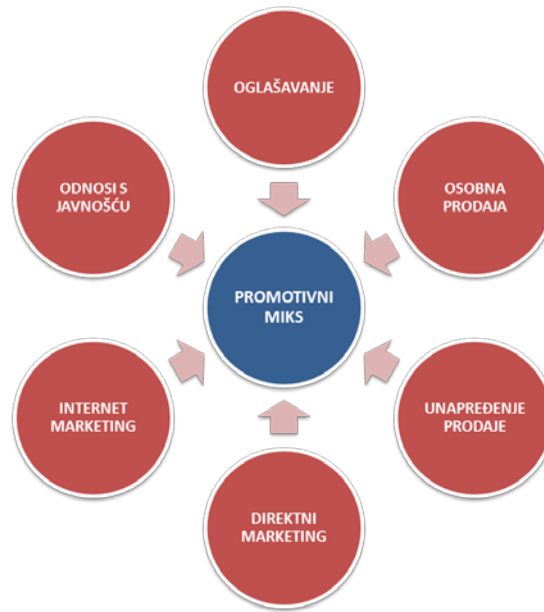 OGLAŠAVANJE
ODNOSI S
JAVNOŠĆU
OSOBNA
PRODAJA
PROMOTIVNI
MIKS
INTERNET
MARKETING
UNAPREĐENJE
PRODAJE
DIREKTNI
MARKETING